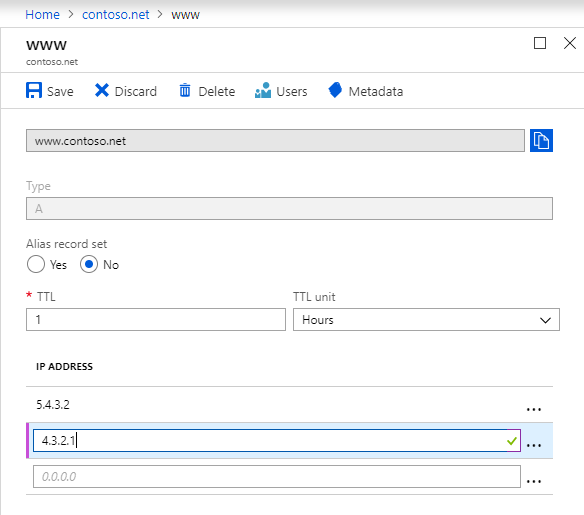 Home > contoso.net > www
www
contoso.net
Save Discard Delete Users Metadata
www.contoso.net
Type
A
Alias record set
Yes No
* TTL TTL unit
1 Hours
IP ADDRESS
5.4.3.2 ...
4.3.2.1 ...
0.0.0.0 ...